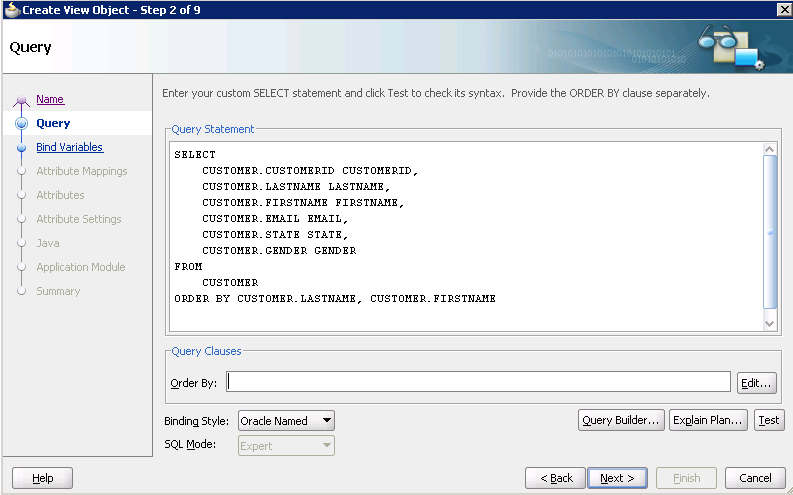 Create View Object - Step 2 of 9
Query
Name
Query
Bind Variables
Attribute Mappings
Attributes
Attribute Settings
Java
Application Module
Summary
Enter your custom SELECT statement and click Test to check its syntax. Provide the ORDER BY clause separately.
Query Statement
SELECT
CUSTOMER.CUSTOMERID CUSTOMERID,
CUSTOMER.LASTNAME LASTNAME,
CUSTOMER.FIRSTNAME FIRSTNAME,
CUSTOMER.EMAIL EMAIL,
CUSTOMER.STATE STATE,
CUSTOMER.GENDER GENDER
FROM
CUSTOMER
ORDER BY CUSTOMER.LASTNAME, CUSTOMER.FIRSTNAME
Query Clauses
Order By:
Edit...
Binding Style: Oracle Named
Query Builder... Explain Plan... Test
SQL Mode: Expert
Help
< Back Next > Finish Cancel